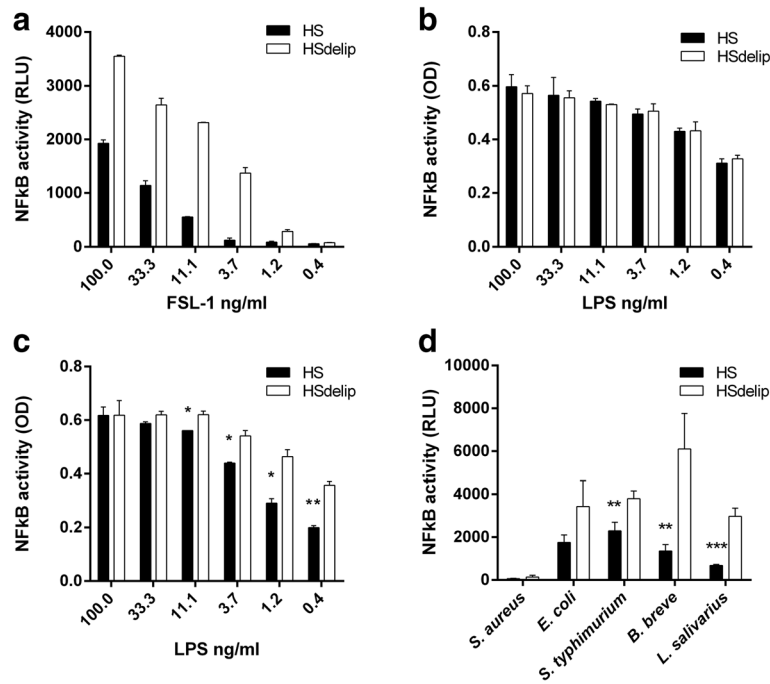 a
HS
HSdelip
NFkB activity (RLU)
4000
3000
2000
1000
0
100.0
33.3
11.1
3.7
1.2
0.4
FSL-1 ng/ml
b
HS
HSdelip
NFkB activity (OD)
0.8
0.6
0.4
0.2
0.0
100.0
33.3
11.1
3.7
1.2
0.4
LPS ng/ml
c
HS
HSdelip
NFkB activity (OD)
0.8
0.6
0.4
0.2
0.0
*
*
*
**
100.0
33.3
11.1
3.7
1.2
0.4
LPS ng/ml
d
HS
HSdelip
NFkB activity (RLU)
10000
8000
6000
4000
2000
0
**
**
***
S. aureus
E. coli
S. typhimurium
B. breve
L. salivarius